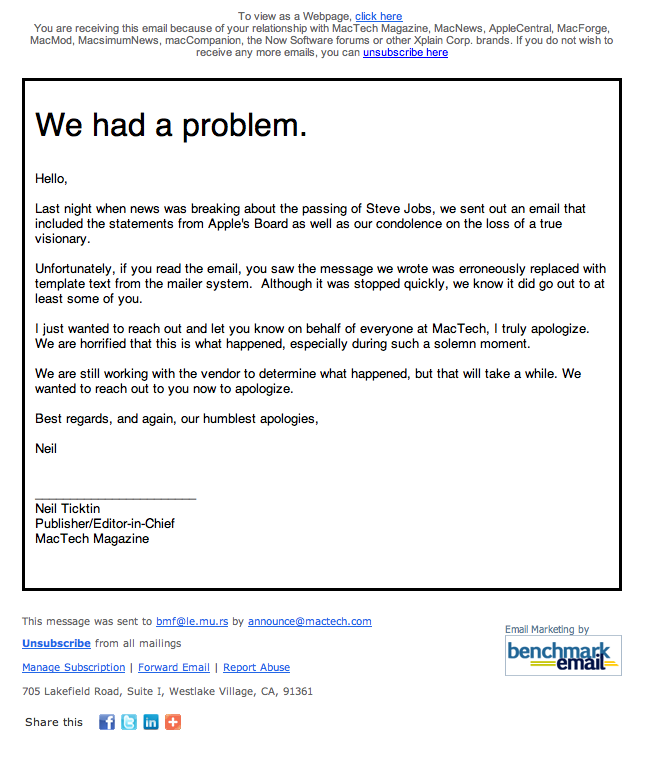 To view as a Webpage, click here
You are receiving this email because of your relationship with MacTech Magazine, MacNews, AppleCentral, MacForge,
MacMod, MacsimumNews, macCompanion, the Now Software forums or other Xplain Corp. brands. If you do not wish to
receive any more emails, you can unsubscribe here
We had a problem.
Hello,
Last night when news was breaking about the passing of Steve Jobs, we sent out an email that
included the statements from Apple's Board as well as our condolence on the loss of a true
visionary.
Unfortunately, if you read the email, you saw the message we wrote was erroneously replaced with
template text from the mailer system.  Although it was stopped quickly, we know it did go out to at
least some of you.
I just wanted to reach out and let you know on behalf of everyone at MacTech, I truly apologize.
We are horrified that this is what happened, especially during such a solemn moment.
We are still working with the vendor to determine what happened, but that will take a while. We
wanted to reach out to you now to apologize.
Best regards, and again, our humblest apologies,
Neil
_______________________
Neil Ticktin
Publisher/Editor-in-Chief
MacTech Magazine
This message was sent to bmf@le.mu.rs by announce@mactech.com
Unsubscribe from all mailings
Manage Subscription | Forward Email | Report Abuse
705 Lakefield Road, Suite I, Westlake Village, CA, 91361
Email Marketing by
benchmark
email
Share this